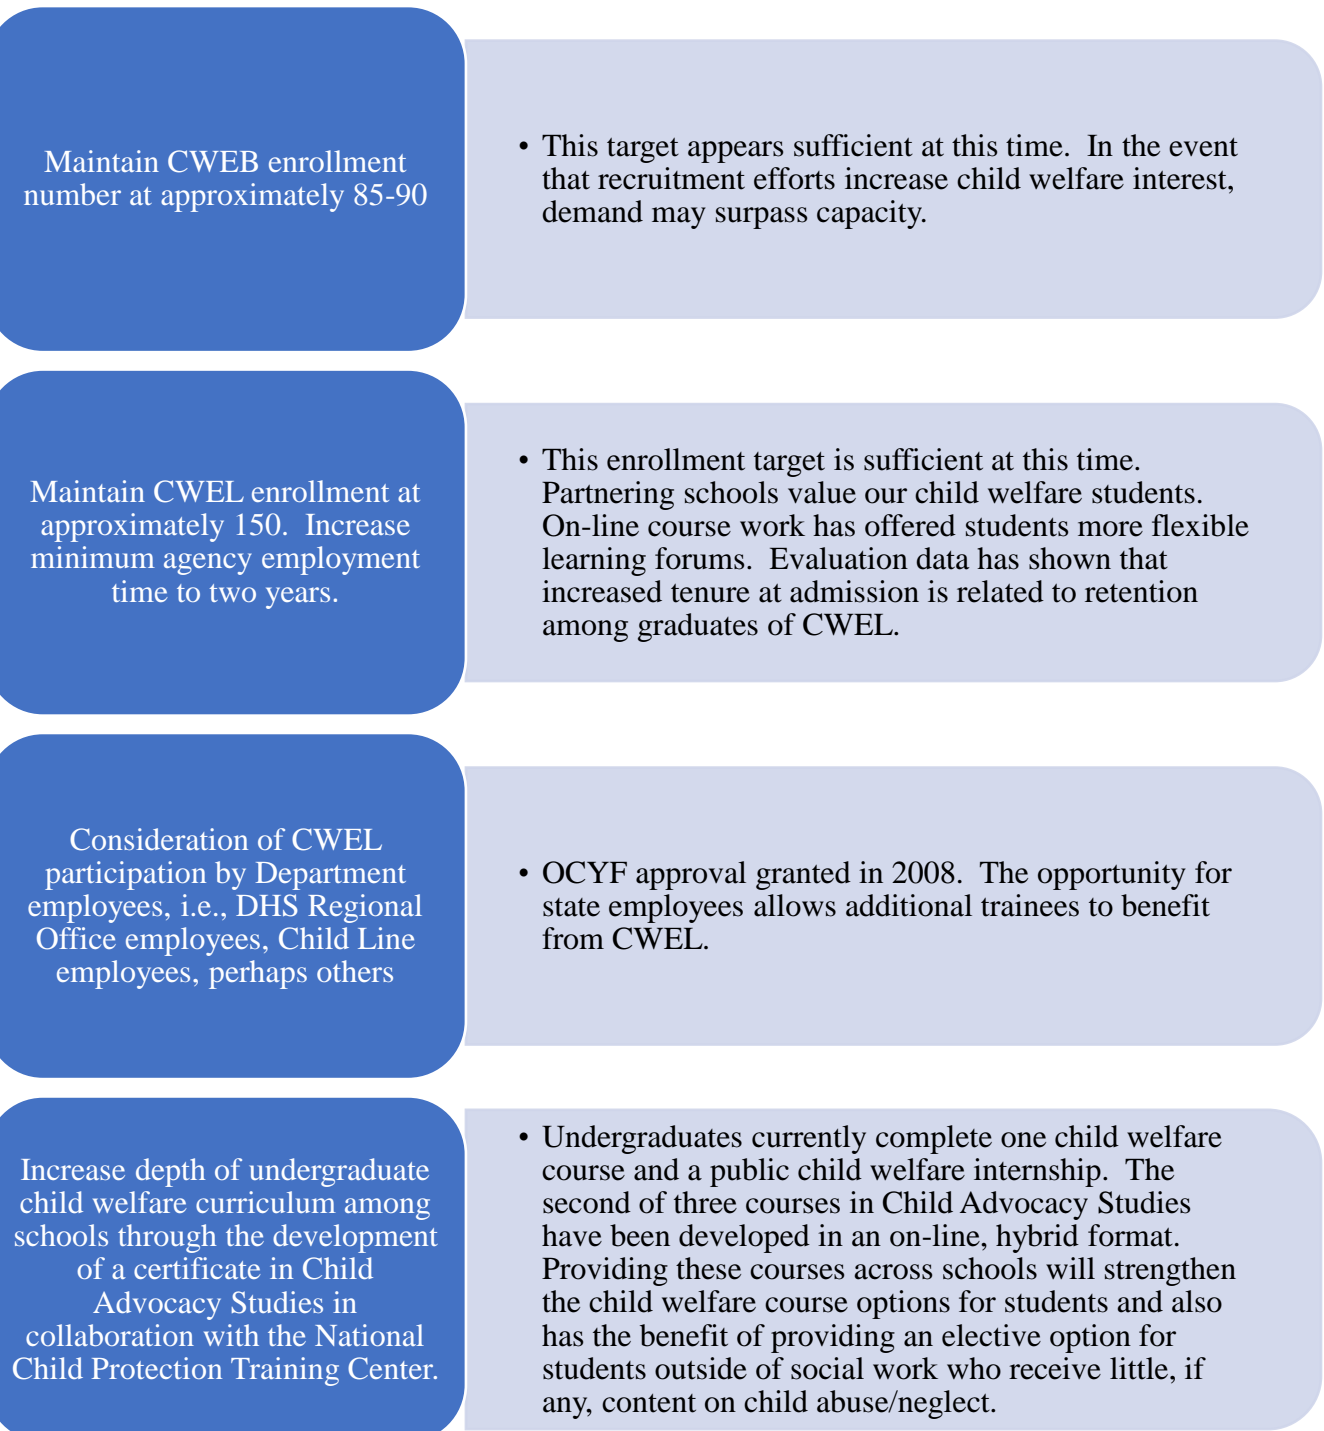 Maintain CWEB enrollment
number at approximately 85-90
• This target appears sufficient at this time.  In the event
that recruitment efforts increase child welfare interest,
demand may surpass capacity.
Maintain CWEL enrollment at
approximately 150.  Increase
minimum agency employment
time to two years.
• This enrollment target is sufficient at this time.
Partnering schools value our child welfare students.
On-line course work has offered students more flexible
learning forums.  Evaluation data has shown that
increased tenure at admission is related to retention
among graduates of CWEL.
Consideration of CWEL
participation by Department
employees, i.e., DHS Regional
Office employees, Child Line
employees, perhaps others
• OCYF approval granted in 2008.  The opportunity for
state employees allows additional trainees to benefit
from CWEL.
Increase depth of undergraduate
child welfare curriculum among
schools through the development
of a certificate in Child
Advocacy Studies in
collaboration with the National
Child Protection Training Center.
• Undergraduates currently complete one child welfare
course and a public child welfare internship.  The
second of three courses in Child Advocacy Studies
have been developed in an on-line, hybrid format.
Providing these courses across schools will strengthen
the child welfare course options for students and also
has the benefit of providing an elective option for
students outside of social work who receive little, if
any, content on child abuse/neglect.